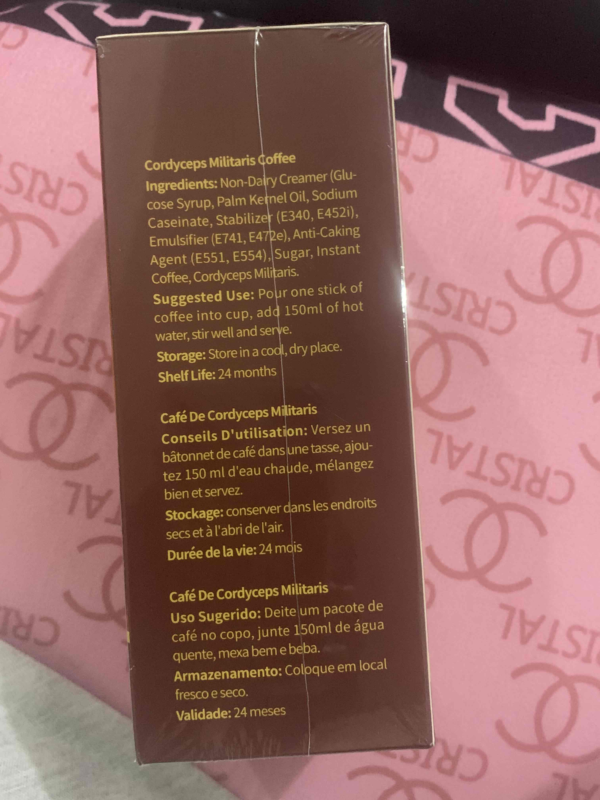 Cordyceps Militaris Coffee
Ingredients: Non-Dairy Creamer (Glu-
cose Syrup, Palm Kernel Oil, Sodium
Caseinate, Stabilizer (E340, E452i),
Emulsifier (E741, E472e), Anti-Caking
Agent (E551, E554), Sugar, Instant
Coffee, Cordyceps Militaris.
Suggested Use: Pour one stick of
coffee into cup, add 150ml of hot
water, stir well and serve.
Storage: Store in a cool, dry place.
Shelf Life: 24 months
Café De Cordyceps Militaris
Conseils D'utilisation: Versez un
bâtonnet de café dans une tasse, ajou-
tez 150 ml d'eau chaude, mélangez
bien et servez.
Stockage: conserver dans les endroits
secs et à l'abri de l'air.
Durée de la vie: 24 mois
Café De Cordyceps Militaris
Uso Sugerido: Deite um pacote de
café no copo, junte 150ml de água
quente, mexa bem e beba.
Armazenamento: Coloque em local
fresco e seco.
Validade: 24 meses
CRISTAL
CRISTAL
CRISTAL
CRISTAL
CRISTAL
CRISTAL
CRISTAL
CRISTAL